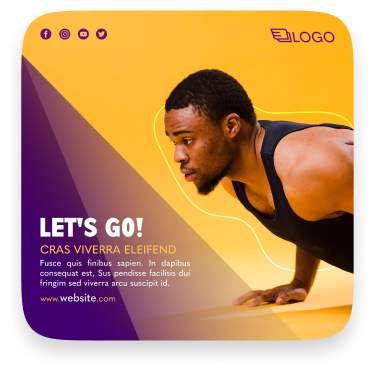 LOGO
LET'S GO!
CRAS VIVERRA ELEIFEND
Fusce quis finibus sapien. In dapibus
consequat est, Sus pendisse facilisis dui
fringim sed viverra arcu suscipit id.
www.website.com